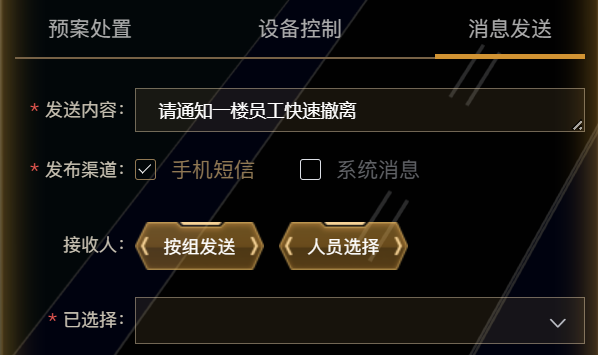 预案处置 设备控制 消息发送
* 发送内容： 请通知一楼员工快速撤离
* 发布渠道： 手机短信 系统消息
接收人： 按组发送 人员选择
* 已选择：